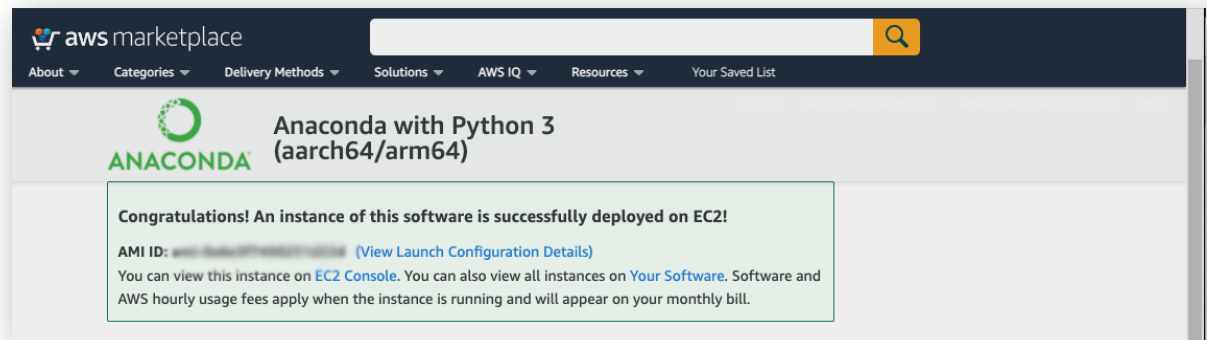 aws marketplace
About Categories Delivery Methods Solutions AWS IQ Resources Your Saved List
ANACONDA
Anaconda with Python 3
(aarch64/arm64)
Congratulations! An instance of this software is successfully deployed on EC2!
AMI ID: (View Launch Configuration Details)
You can view this instance on EC2 Console. You can also view all instances on Your Software. Software and
AWS hourly usage fees apply when the instance is running and will appear on your monthly bill.